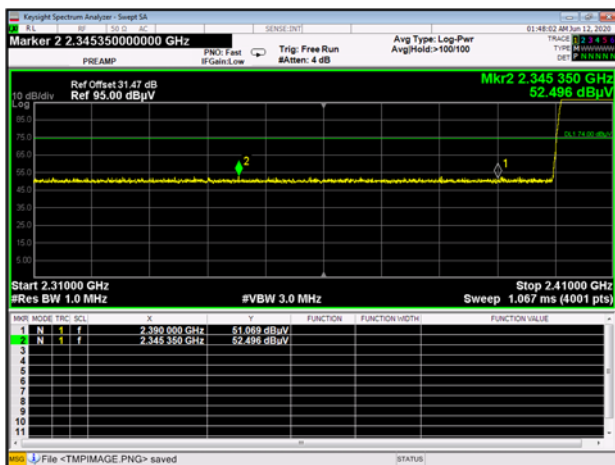 Keysight Spectrum Analyzer - Swept SA
RL RF 50 Ω AC SENSE:INT 01:48:02 AM Jun 12, 2020
Marker 2 2.345350000000 GHz
PREAMP
PNO: Fast
IFGain:Low
Trig: Free Run
#Atten: 4 dB
Avg Type: Log-Pwr
Avg|Hold:>100/100
TRACE 1 2 3 4 5 6
TYPE
DET P N N N N N
Mkr2 2.345 350 GHz
52.496 dBµV
Ref Offset 31.47 dB
10 dB/div Ref 95.00 dBµV
Log
85.0
75.0
DL1 74.00 dBµV
65.0
55.0
45.0
35.0
25.0
15.0
5.00
2
1
Start 2.31000 GHz Stop 2.41000 GHz
#Res BW 1.0 MHz #VBW 3.0 MHz Sweep 1.067 ms (4001 pts)
MKR MODE TRC SCL X Y FUNCTION FUNCTION WIDTH FUNCTION VALUE
1 N 1 f 2.390 000 GHz 51.069 dBµV
2 N 1 f 2.345 350 GHz 52.496 dBµV
3
4
5
6
7
8
9
10
11
MSG File <TMPIMAGE.PNG> saved STATUS